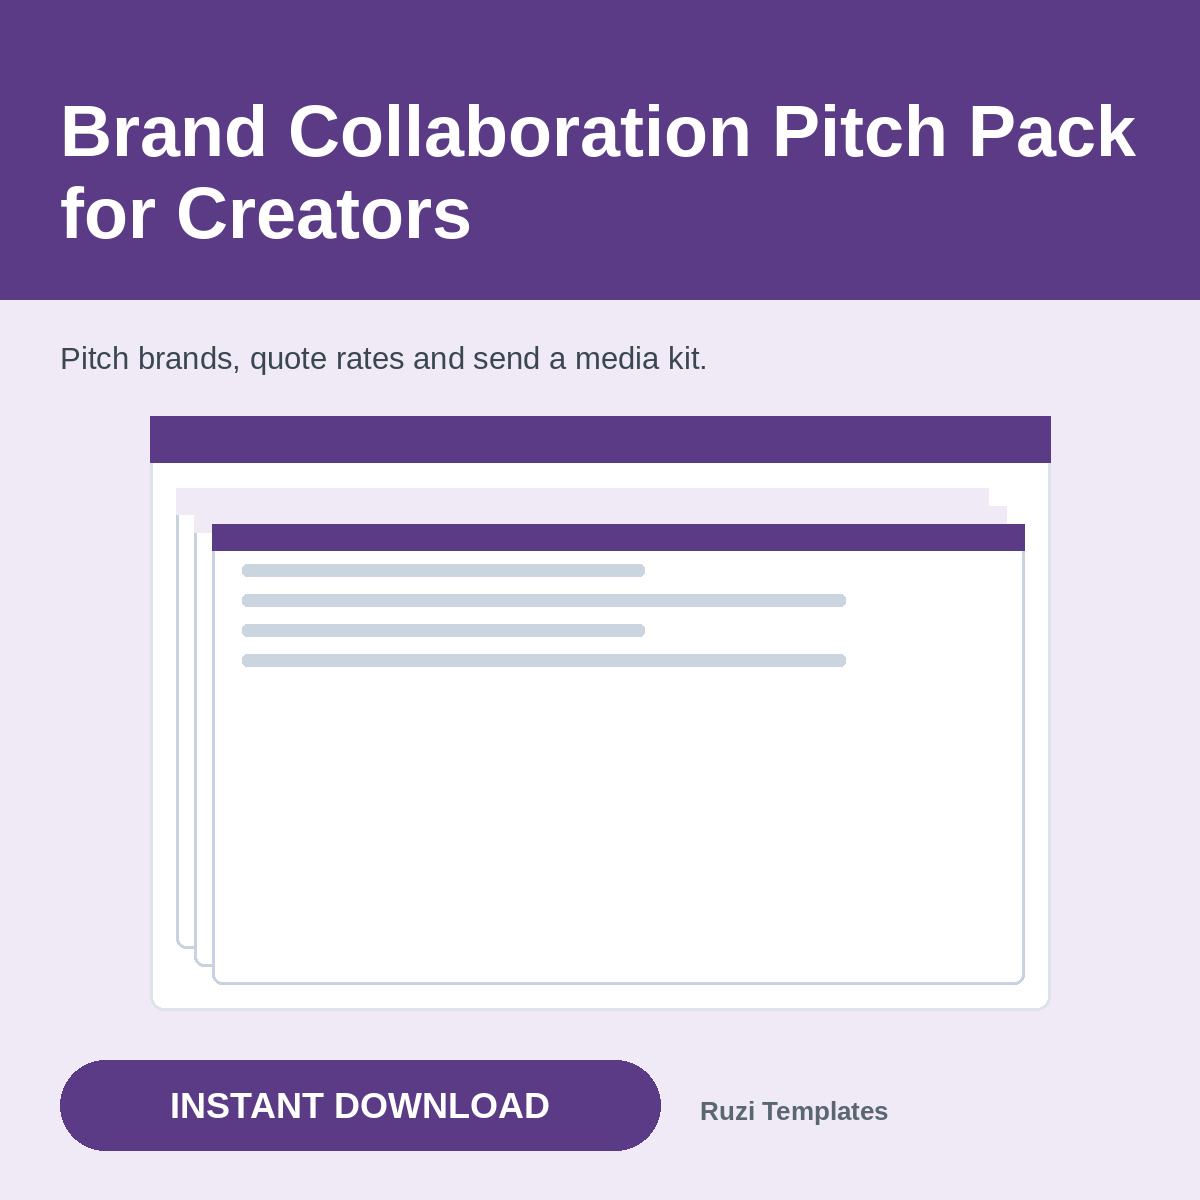 Brand Collaboration Pitch Pack
for Creators
Pitch brands, quote rates and send a media kit.
INSTANT DOWNLOAD
Ruzi Templates